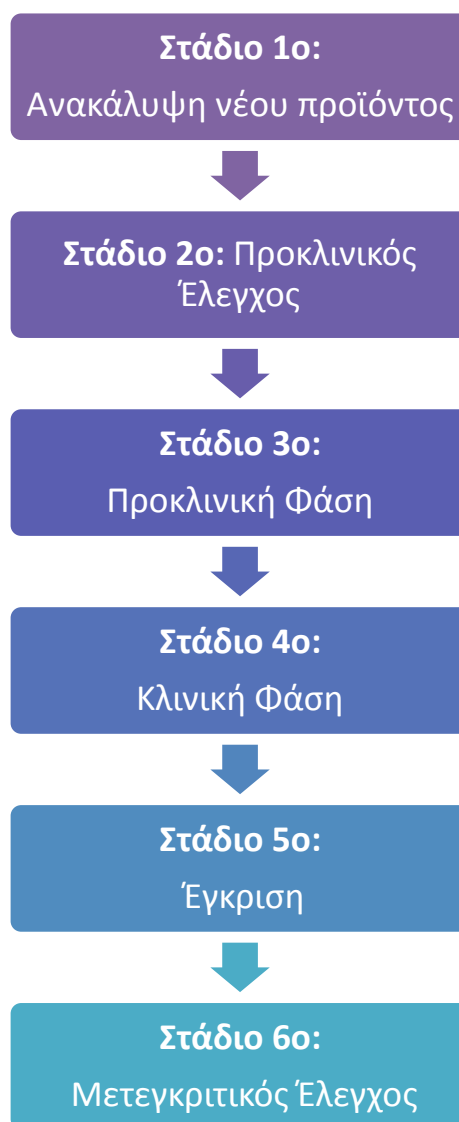 Στάδιο 1ο:
Ανακάλυψη νέου προϊόντος
Στάδιο 2ο: Προκλινικός
Έλεγχος
Στάδιο 3ο:
Προκλινική Φάση
Στάδιο 4ο:
Κλινική Φάση
Στάδιο 5ο:
Έγκριση
Στάδιο 6ο:
Μετεγκριτικός Έλεγχος